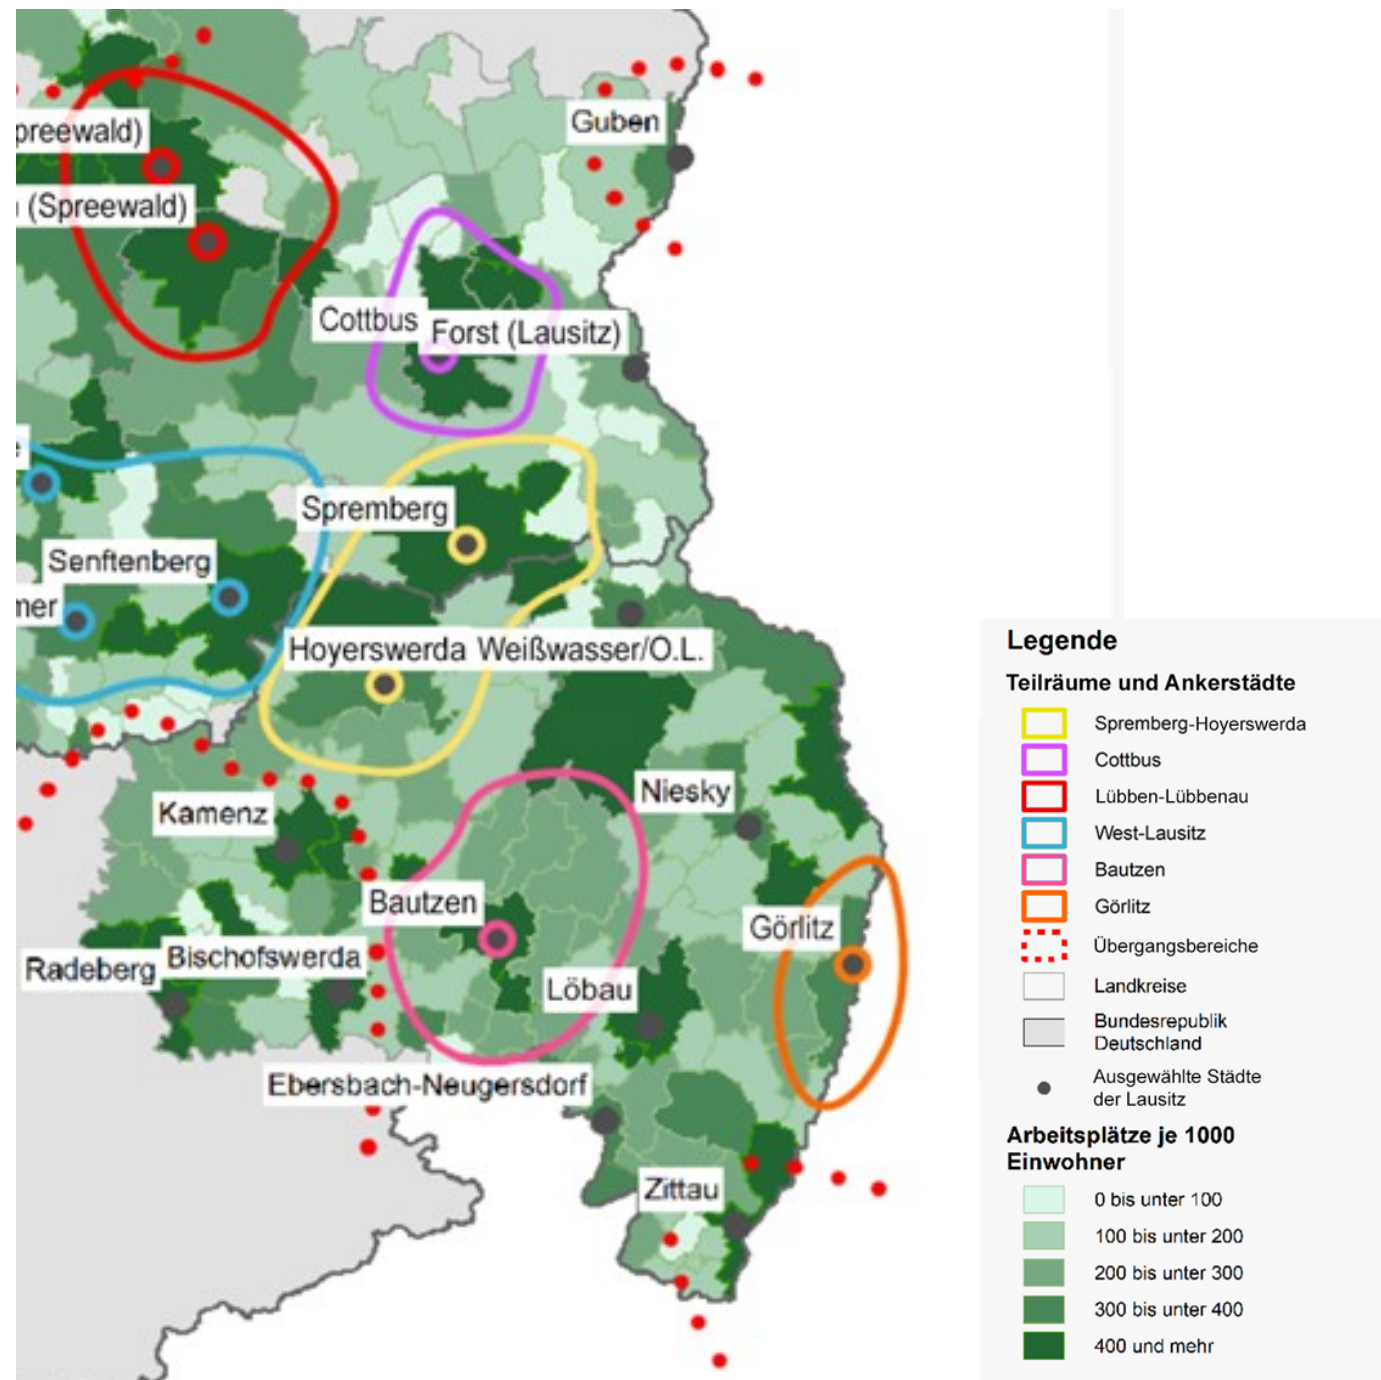 Guben
preewald)
(Spreewald)
Cottbus
Forst (Lausitz)
Spremberg
Senftenberg
mer
Hoyerswerda
Weißwasser/O.L.
Niesky
Kamenz
Bautzen
Görlitz
Bischofswerda
Radeberg
Löbau
Ebersbach-Neugersdorf
Zittau
Legende
Teilräume und Ankerstädte
Spremberg-Hoyerswerda
Cottbus
Lübben-Lübbenau
West-Lausitz
Bautzen
Görlitz
Übergangsbereiche
Landkreise
Bundesrepublik
Deutschland
Ausgewählte Städte
der Lausitz
Arbeitsplätze je 1000
Einwohner
0 bis unter 100
100 bis unter 200
200 bis unter 300
300 bis unter 400
400 und mehr